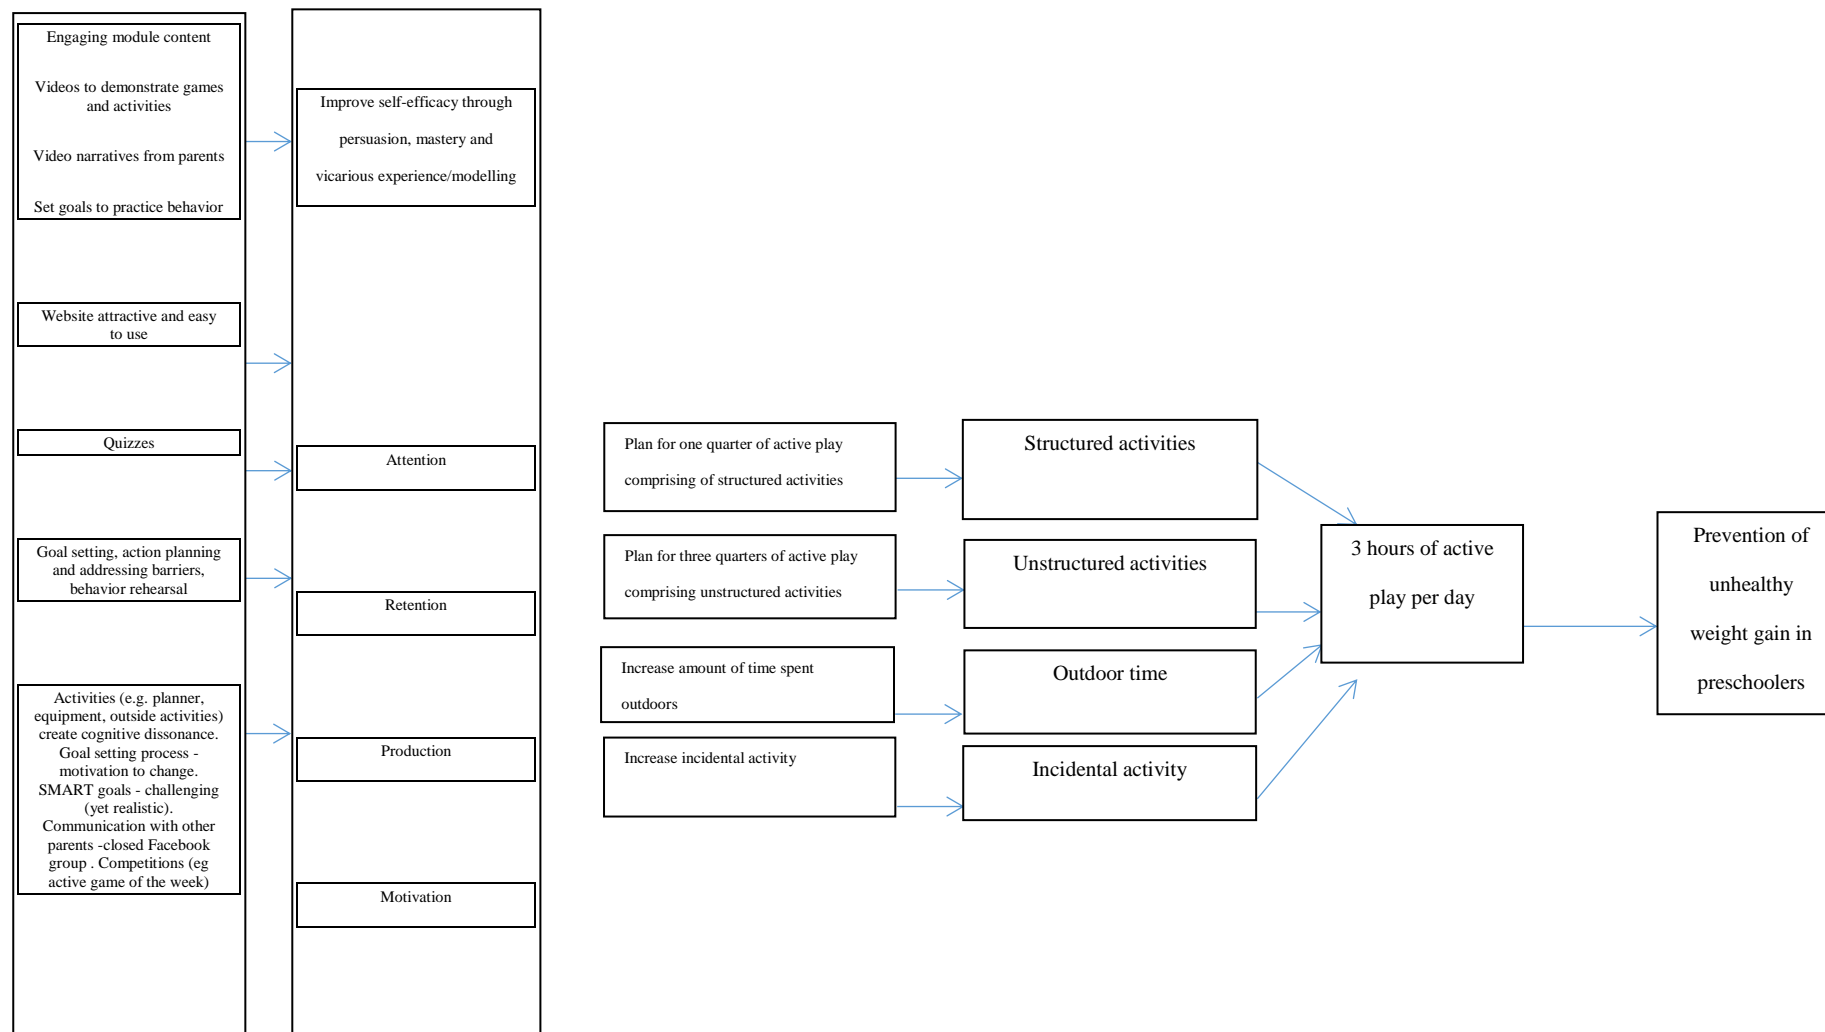 Engaging module content
Videos to demonstrate games
and activities
Video narratives from parents
Set goals to practice behavior
Website attractive and easy
to use
Quizzes
Goal setting, action planning
and addressing barriers,
behavior rehearsal
Activities (e.g. planner,
equipment, outside activities)
create cognitive dissonance.
Goal setting process -
motivation to change.
SMART goals - challenging
(yet realistic).
Communication with other
parents -closed Facebook
group . Competitions (eg
active game of the week)
Improve self-efficacy through
persuasion, mastery and
vicarious experience/modelling
Attention
Retention
Production
Motivation
Plan for one quarter of active play
comprising of structured activities
Plan for three quarters of active play
comprising unstructured activities
Increase amount of time spent
outdoors
Increase incidental activity
Structured activities
Unstructured activities
Outdoor time
Incidental activity
3 hours of active
play per day
Prevention of
unhealthy
weight gain in
preschoolers